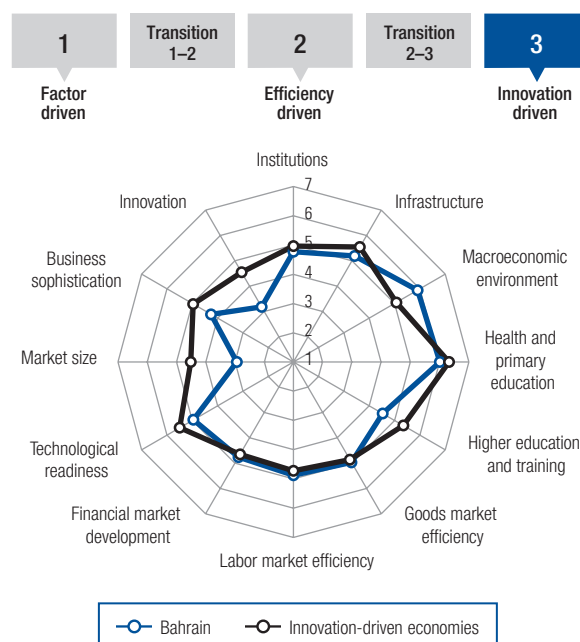 1
Transition
1–2
2
Transition
2–3
3
Factor
driven
Efficiency
driven
Innovation
driven
Institutions
7
Innovation
Infrastructure
6
Business
sophistication
5
Macroeconomic
environment
4
3
Market size
2
1
Health and
primary
education
Technological
readiness
Higher education
and training
Financial market
development
Goods market
efficiency
Labor market efficiency
Bahrain
Innovation-driven economies